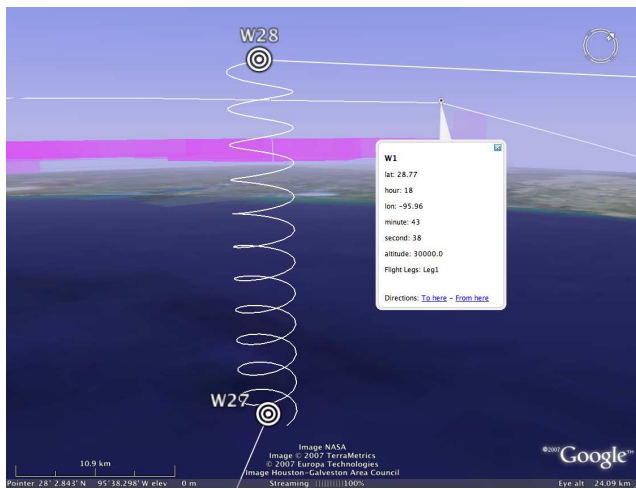 W28
W1
lat: 28.77
hour: 18
lon: -95.96
minute: 43
second: 38
altitude: 30000.0
Flight Legs: Leg1
Directions: To here - From here
W27
Image NASA
Image © 2007 TerraMetrics
© 2007 Europa Technologies
Image Houston-Galveston Area Council
©2007 Google™
10.9 km
Pointer 28° 2.843' N 95°38.298' W elev 0 m Streaming ||||||||| 100% Eye alt 24.09 km